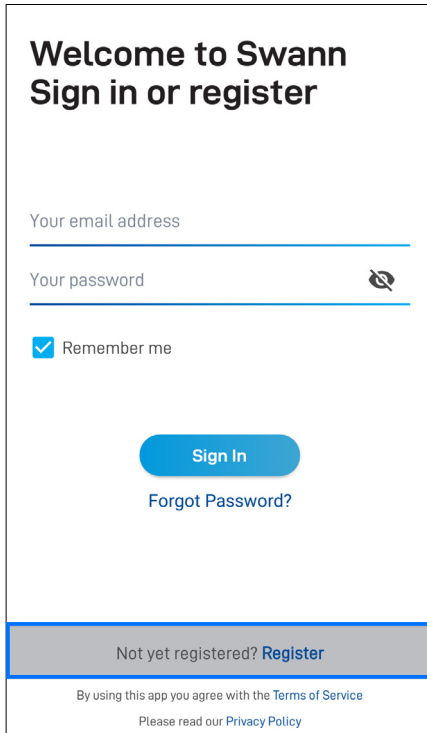 Welcome to Swann
Sign in or register
Your email address
Your password
Remember me
Sign In
Forgot Password?
Not yet registered? Register
By using this app you agree with the Terms of Service
Please read our Privacy Policy